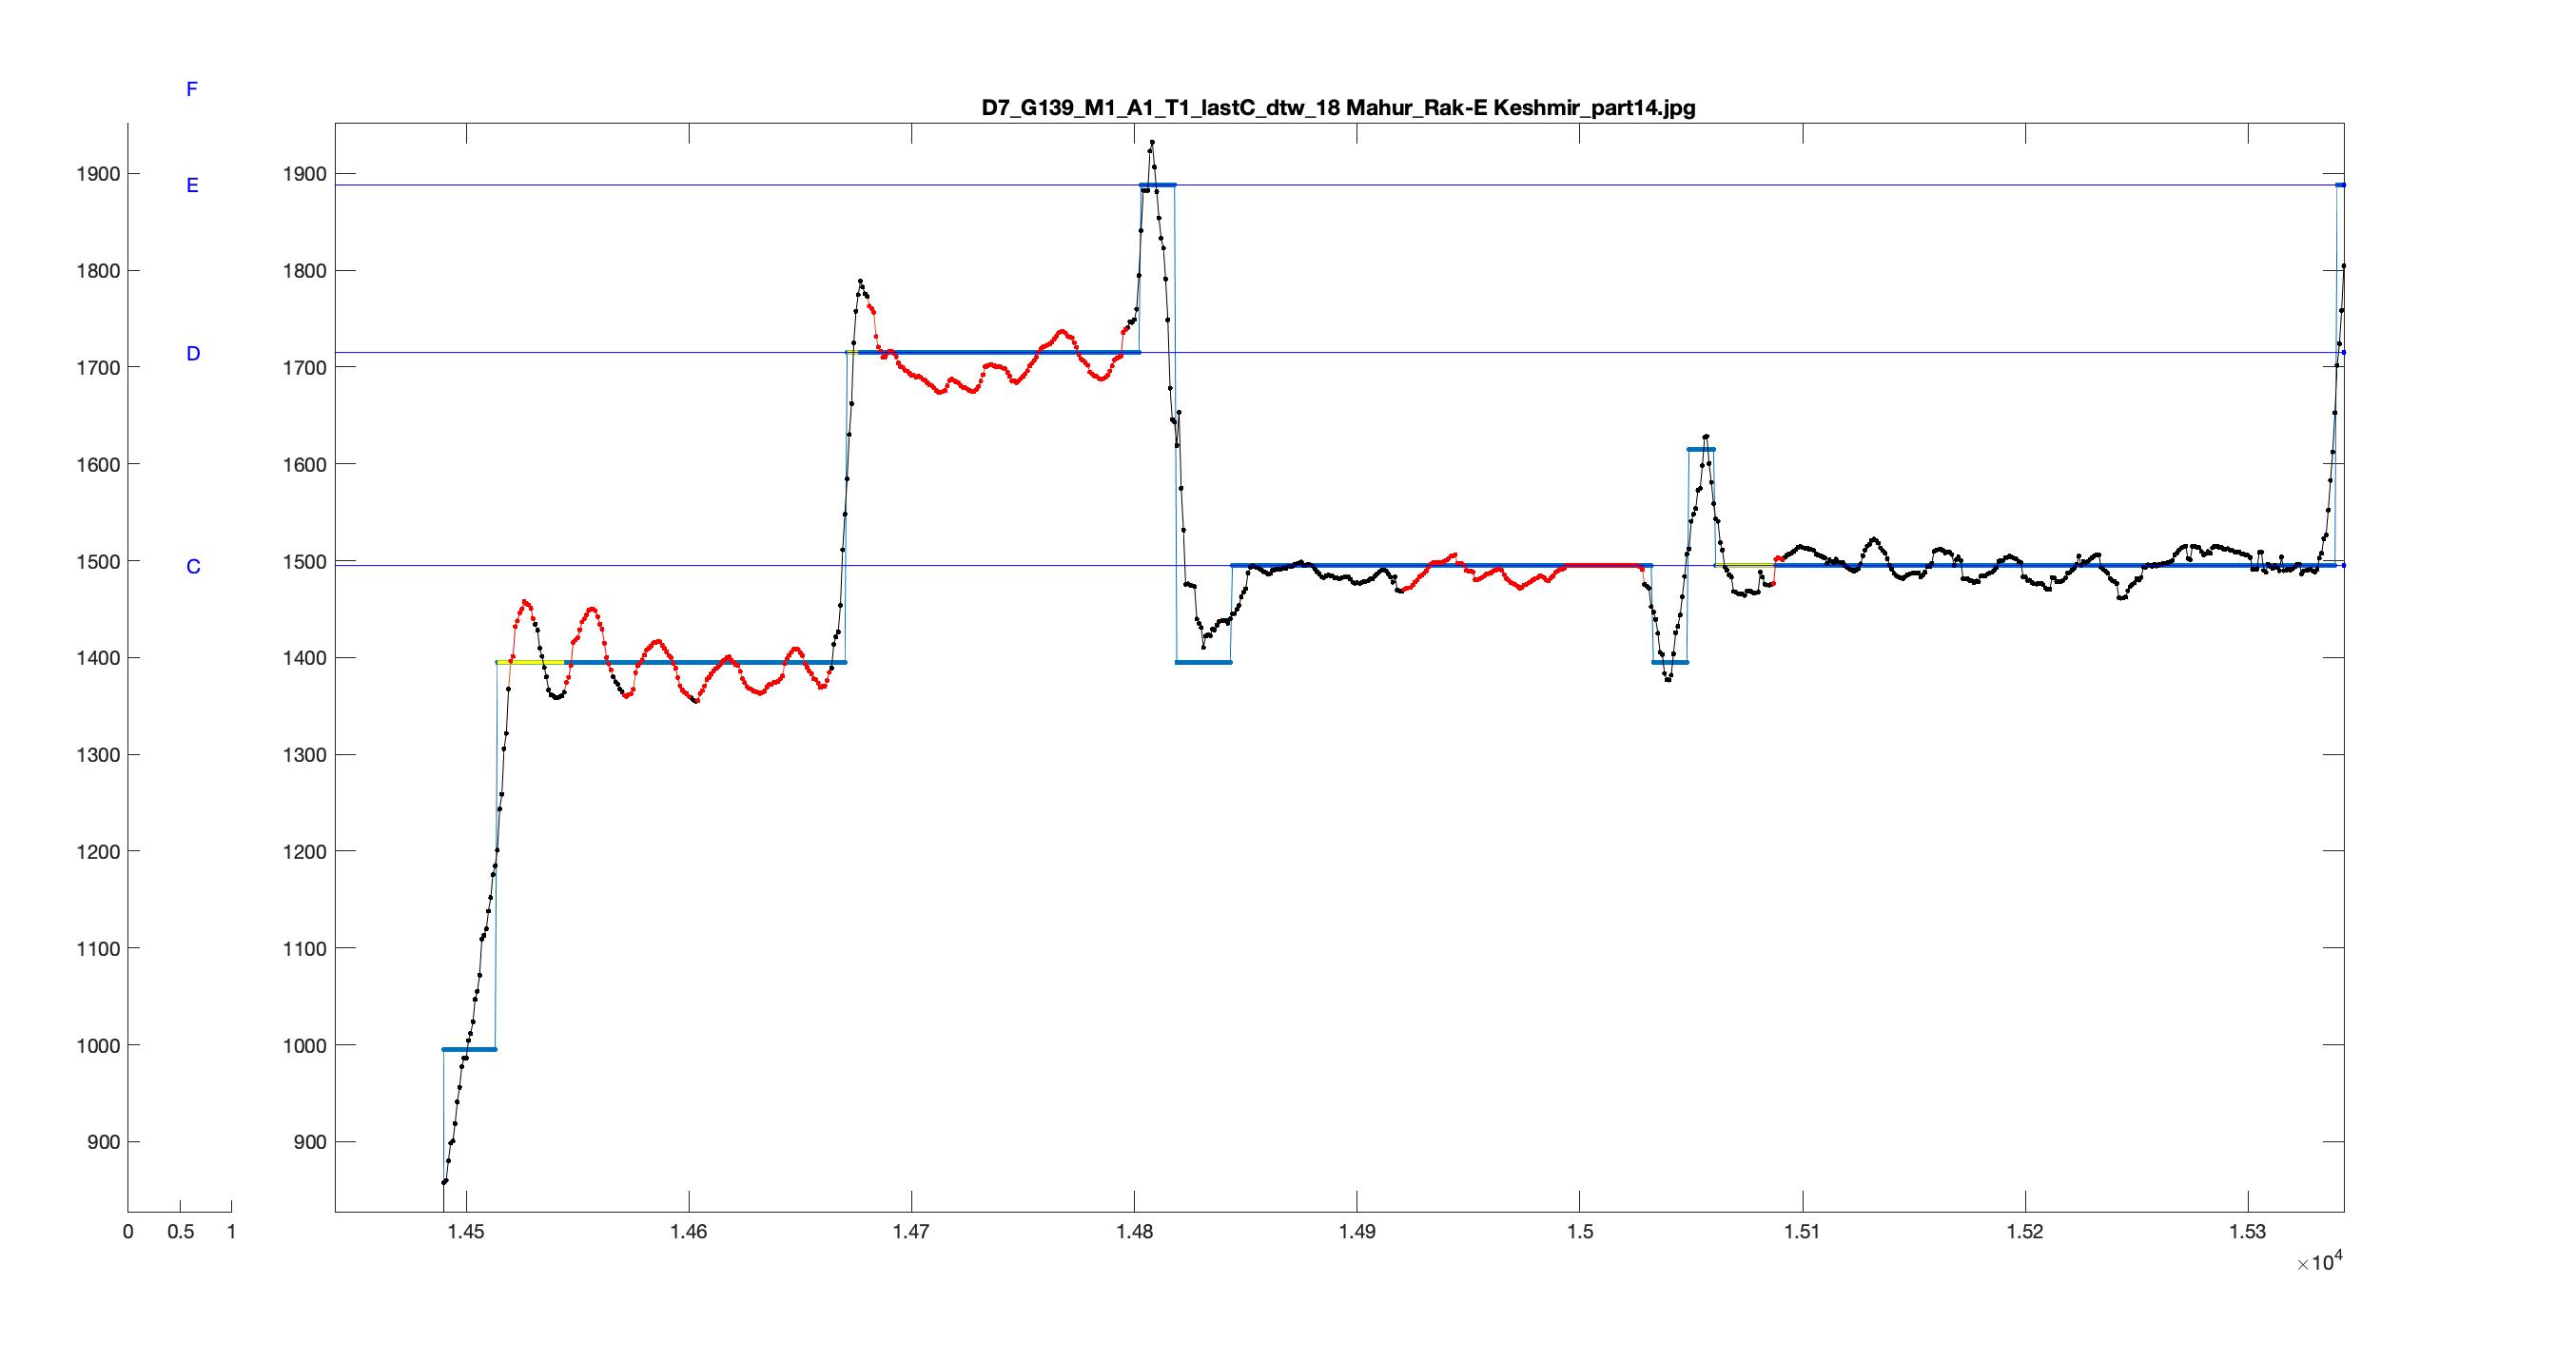 F
D7_G139_M1_A1_T1_lastC_dtw_18 Mahur_Rak-E Keshmir_part14.jpg
1900 E 1900
1800 1800
D
1700 1700
1600 1600
1500 C 1500
1400 1400
1300 1300
1200 1200
1100 1100
1000 1000
900 900
0 0.5 1 1.45 1.46 1.47 1.48 1.49 1.5 1.51 1.52 1.53
×10⁴